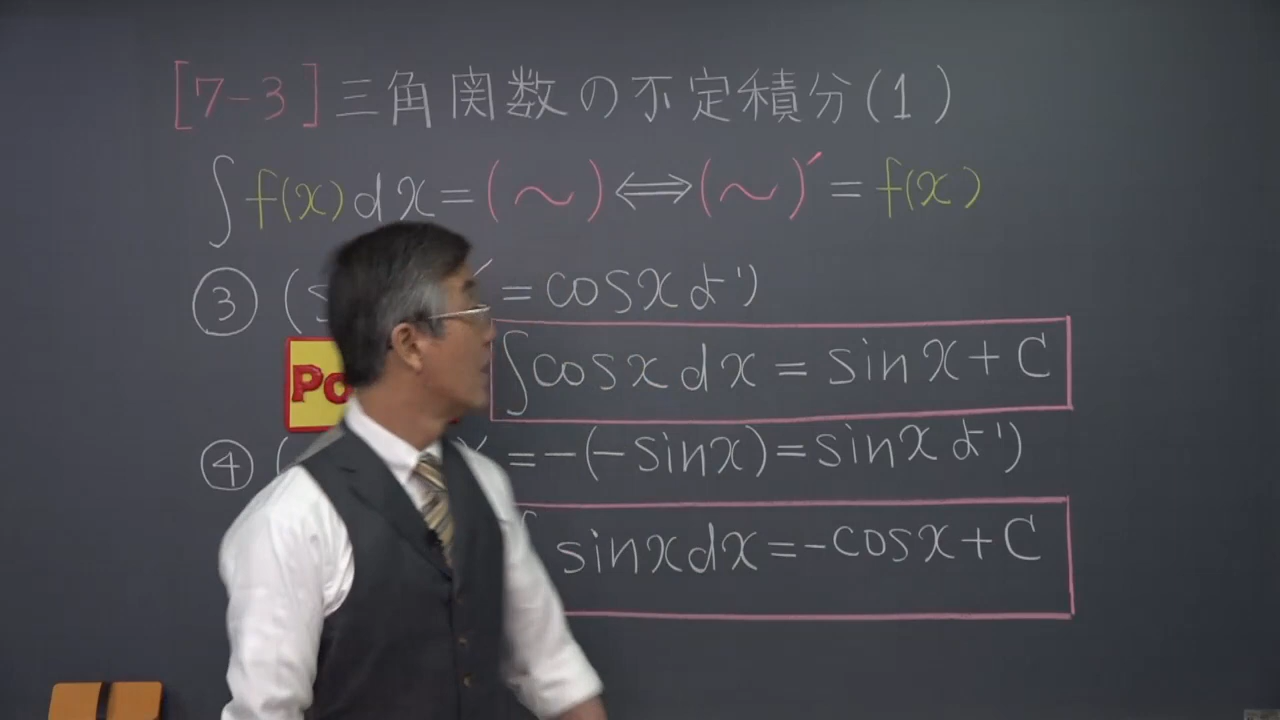 [7-3]三角関数の不定積分(1)
∫f(x)dx=(～)⇔(～)′=f(x)
③ (s ′=cosxより
Po
∫cosxdx=sinx+C
④ ( ′=-(-sinx)=sinxより
∫sinxdx=-cosx+C